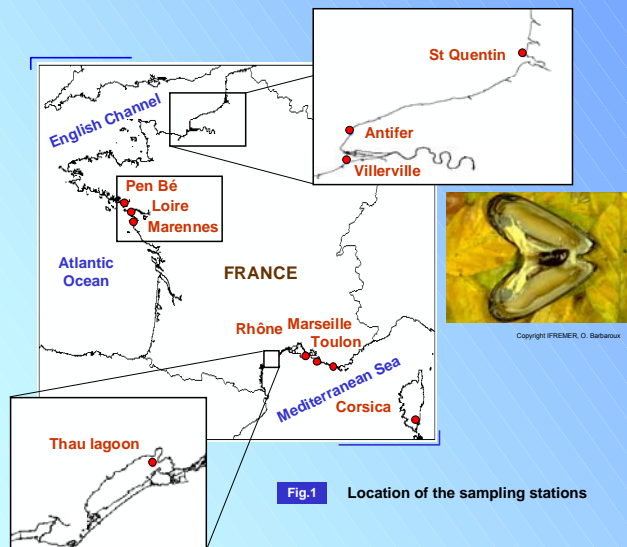 St Quentin
English Channel
Antifer
Villerville
Pen Bé
Loire
Marennes
Atlantic
Ocean
FRANCE
Copyright IFREMER, O. Barbaroux
Rhône
Marseille
Toulon
Mediterranean Sea
Corsica
Thau lagoon
Fig.1
Location of the sampling stations